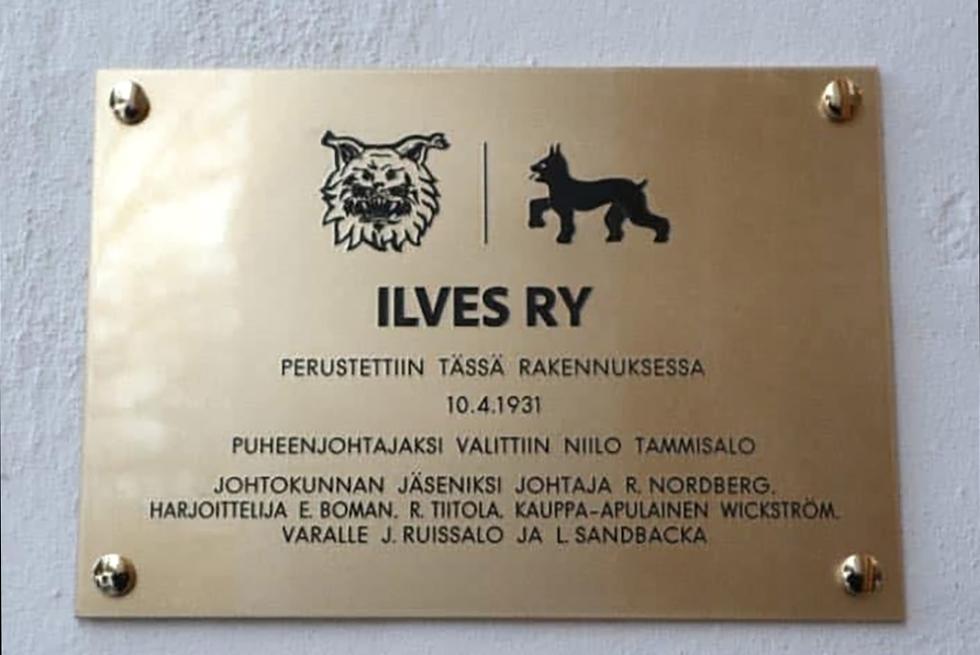 ILVES RY
PERUSTETTIIN TÄSSÄ RAKENNUKSESSA
10.4.1931
PUHEENJOHTAJAKSI VALITTIIN NIILO TAMMISALO
JOHTOKUNNAN JÄSENIKSI JOHTAJA R. NORDBERG.
HARJOITTELIJA E. BOMAN. R. TIITOLA. KAUPPA-APULAINEN WICKSTRÖM.
VARALLE J. RUISSALO JA L. SANDBACKA